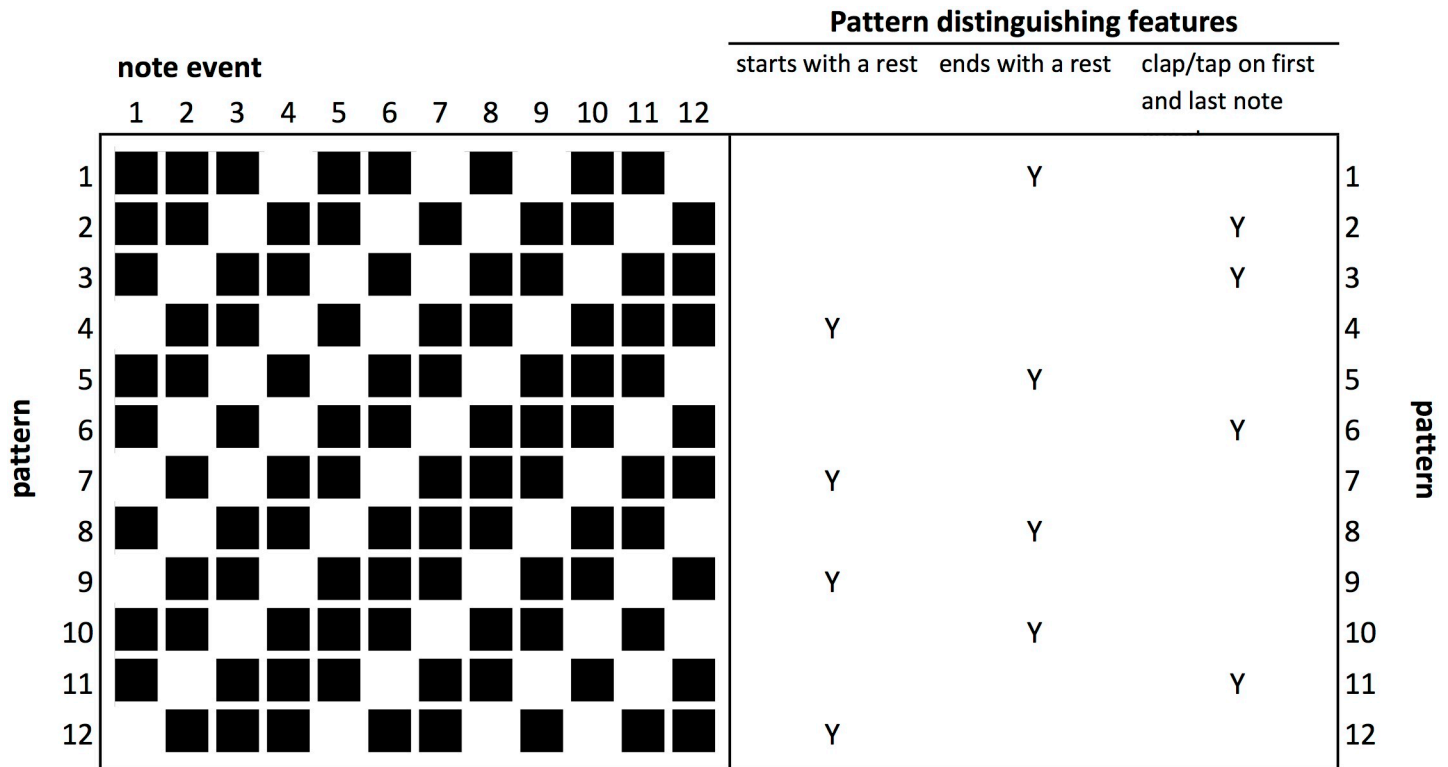 Pattern distinguishing features
note event
starts with a rest ends with a rest clap/tap on first
and last note
1 2 3 4 5 6 7 8 9 10 11 12
1 Y 1
2 Y 2
3 Y 3
4 Y 4
5 Y 5
6 Y 6
7 Y 7
8 Y 8
9 Y 9
10 Y 10
11 Y 11
12 Y 12
pattern
pattern